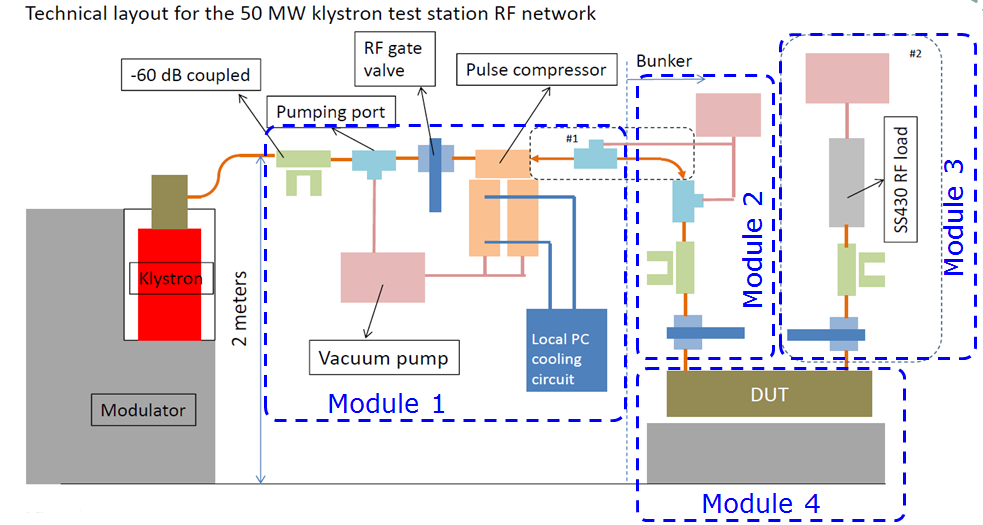 Technical layout for the 50 MW klystron test station RF network
-60 dB coupled
Pumping port
RF gate
valve
Pulse compressor
Bunker
#1
#2
SS430 RF load
Module 3
Module 2
Klystron
2 meters
Vacuum pump
Local PC
cooling
circuit
Modulator
Module 1
DUT
Module 4